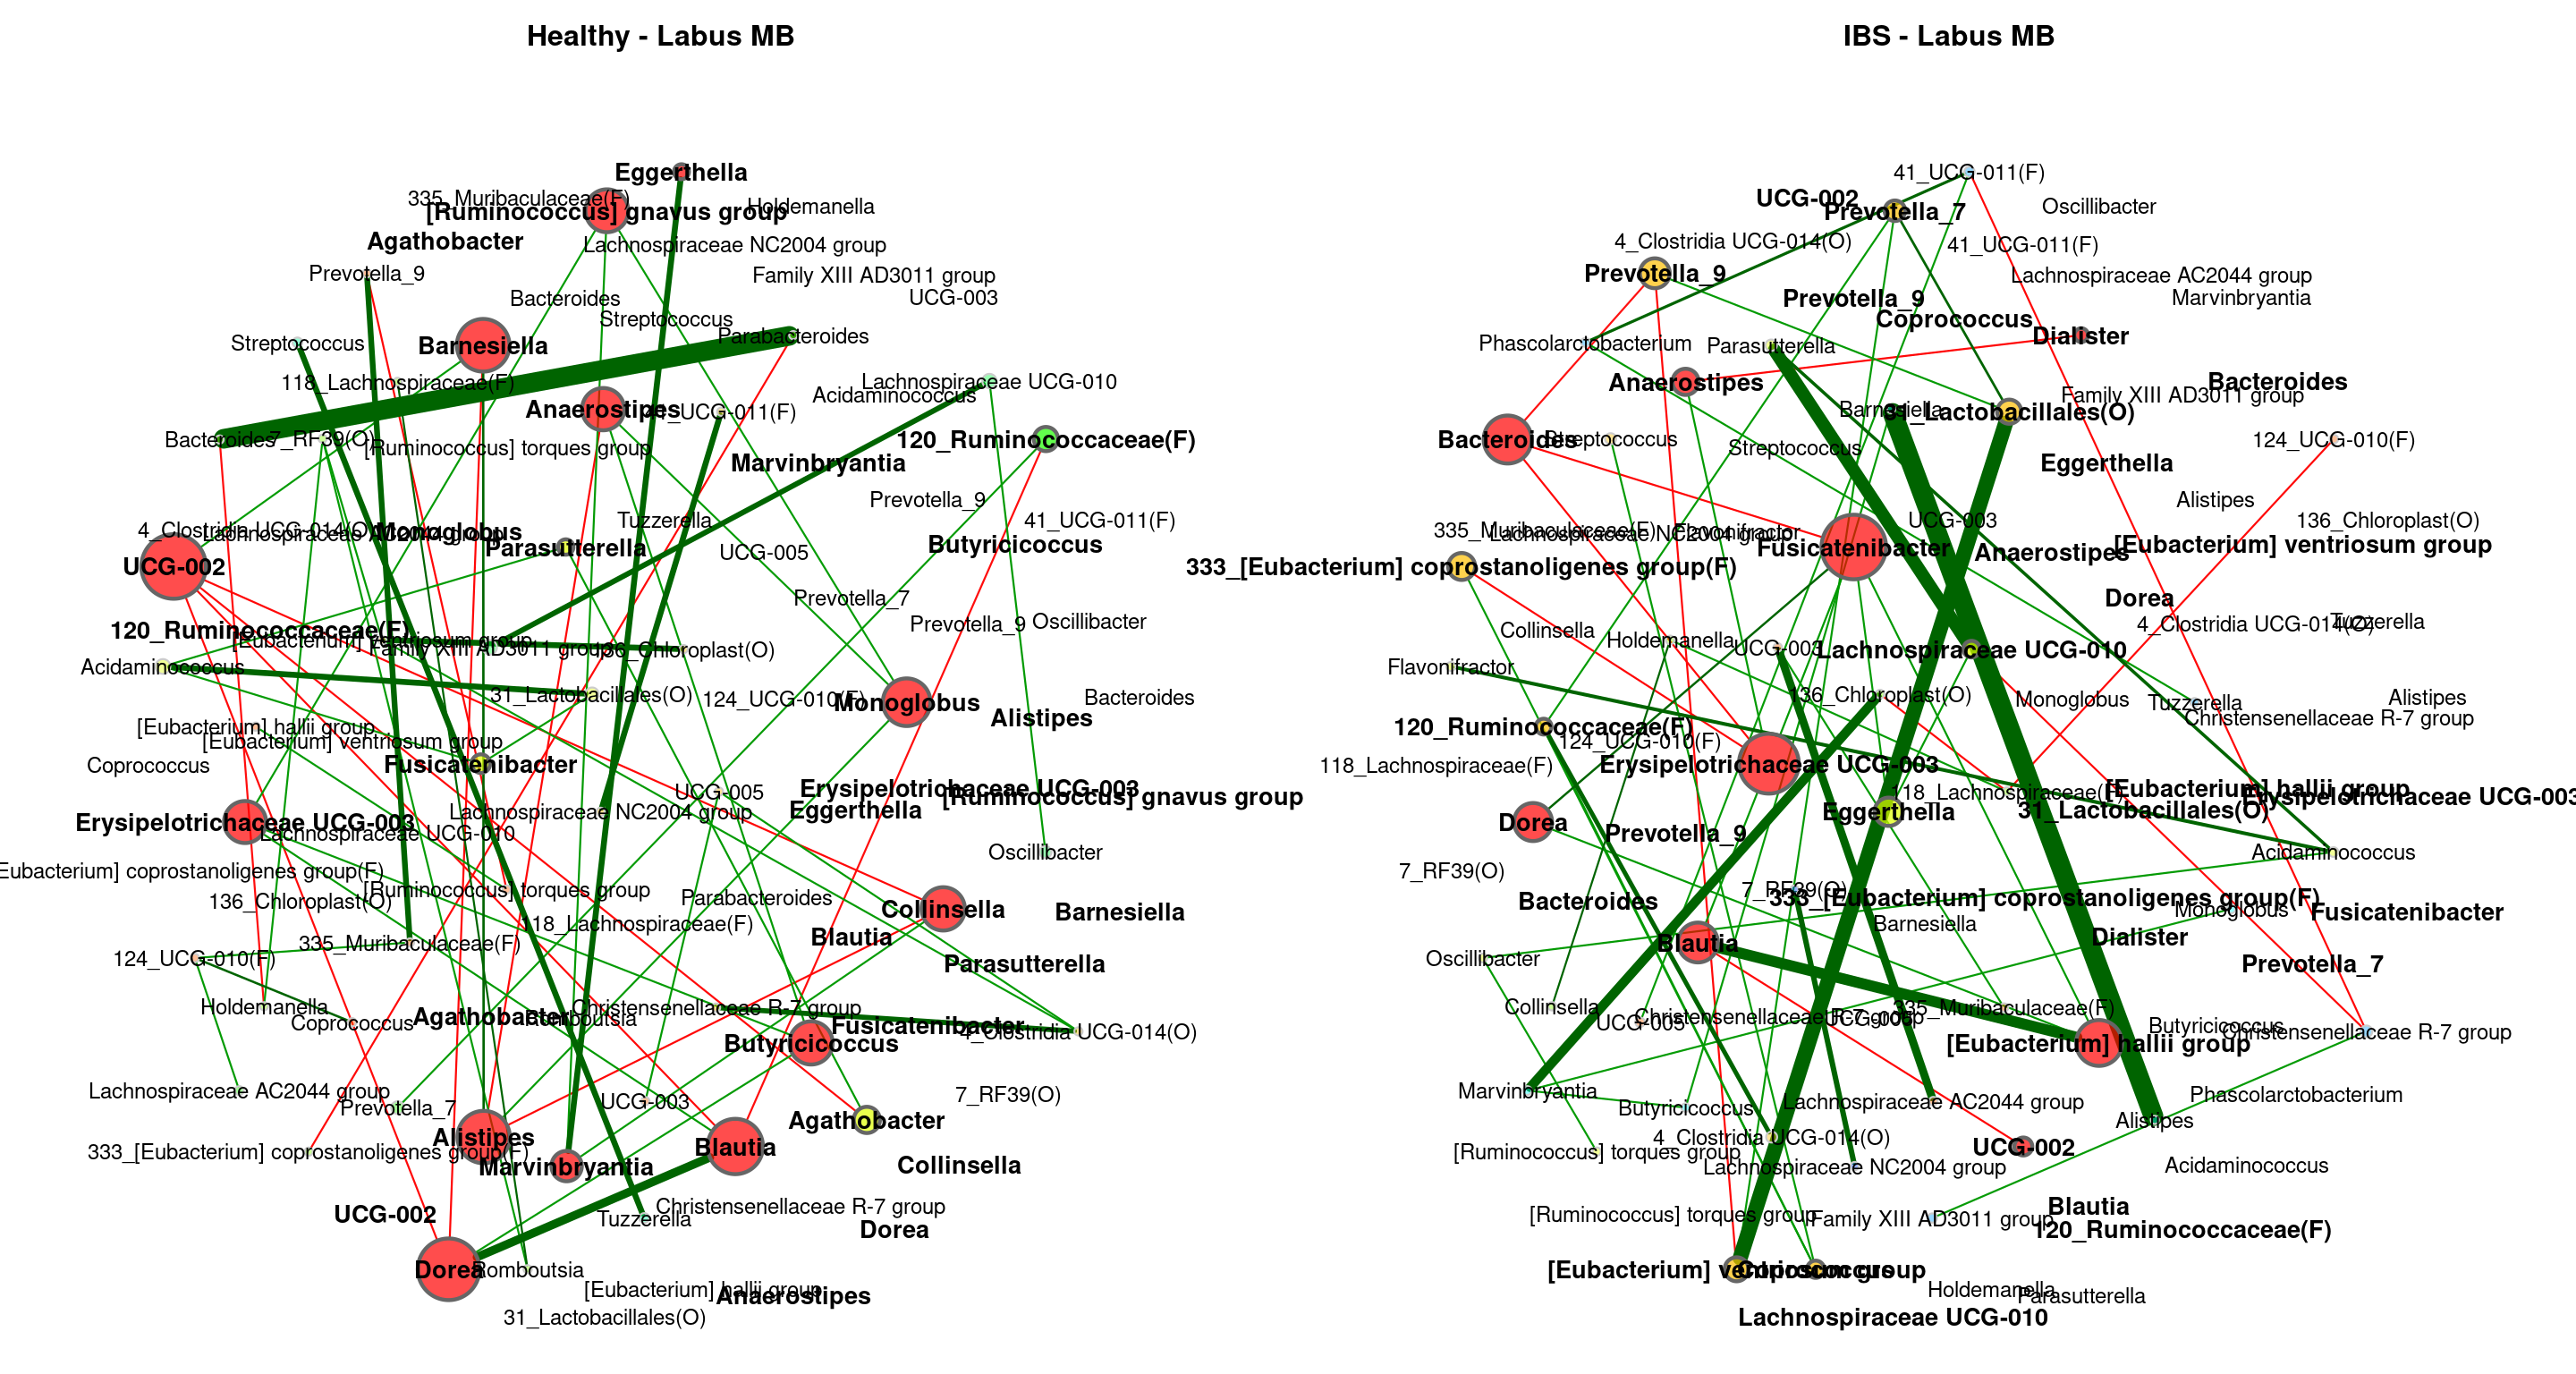 Healthy - Labus MB
Eggerthella
335_Muribaculaceae(F)
[Ruminococcus] gnavus group
Holdemanella
Agathobacter
Lachnospiraceae NC2004 group
Prevotella_9
Family XIII AD3011 group
Bacteroides
UCG-003
Streptococcus
Parabacteroides
Streptococcus
Barnesiella
118_Lachnospiraceae(F)
Lachnospiraceae UCG-010
Acidaminococcus
Anaerostipes
41_UCG-011(F)
Bacteroides
7_RF39(O)
120_Ruminococcaceae(F)
[Ruminococcus] torques group
Marvinbryantia
Prevotella_9
Tuzzerella
41_UCG-011(F)
4_Clostridia UCG-014(O)
Lachnospiraceae AC2044 group
Monoglobus
Parasutterella
UCG-005
Butyricicoccus
UCG-002
Prevotella_7
Prevotella_9
Oscillibacter
120_Ruminococcaceae(F)
[Eubacterium] ventriosum group
Family XIII AD3011 group
136_Chloroplast(O)
Acidaminococcus
31_Lactobacillales(O)
124_UCG-010(F)
Monoglobus
Bacteroides
Alistipes
[Eubacterium] hallii group
[Eubacterium] ventriosum group
Coprococcus
Fusicatenibacter
UCG-005
Erysipelotrichaceae UCG-003
[Ruminococcus] gnavus group
Eggerthella
Lachnospiraceae NC2004 group
Erysipelotrichaceae UCG-003
Lachnospiraceae UCG-010
Oscillibacter
Eubacterium] coprostanoligenes group(F)
[Ruminococcus] torques group
136_Chloroplast(O)
Parabacteroides
Collinsella
Barnesiella
118_Lachnospiraceae(F)
Blautia
335_Muribaculaceae(F)
124_UCG-010(F)
Parasutterella
Holdemanella
Christensenellaceae R-7 group
Coprococcus
Agathobacter
Romboutsia
Fusicatenibacter
4_Clostridia UCG-014(O)
Butyricicoccus
Lachnospiraceae AC2044 group
Prevotella_7
UCG-003
7_RF39(O)
Agathobacter
Alistipes
333_[Eubacterium] coprostanoligenes group(F)
Blautia
Marvinbryantia
Collinsella
UCG-002
Christensenellaceae R-7 group
Tuzzerella
Dorea
Dorea
Romboutsia
[Eubacterium] hallii group
Anaerostipes
31_Lactobacillales(O)
IBS - Labus MB
41_UCG-011(F)
UCG-002
Prevotella_7
Oscillibacter
4_Clostridia UCG-014(O)
41_UCG-011(F)
Prevotella_9
Lachnospiraceae AC2044 group
Prevotella_9
Marvinbryantia
Coprococcus
Dialister
Phascolarctobacterium
Parasutterella
Anaerostipes
Bacteroides
Family XIII AD3011 group
Barnesiella
31_Lactobacillales(O)
Bacteroides
Streptococcus
Streptococcus
124_UCG-010(F)
Eggerthella
Alistipes
UCG-003
136_Chloroplast(O)
335_Muribaculaceae(F)
Lachnospiraceae NC2004 group
Flavonifractor
Fusicatenibacter
Anaerostipes
[Eubacterium] ventriosum group
333_[Eubacterium] coprostanoligenes group(F)
Dorea
4_Clostridia UCG-014(O)
Tuzzerella
Collinsella
Holdemanella
UCG-003
Lachnospiraceae UCG-010
Flavonifractor
136_Chloroplast(O)
Monoglobus
Tuzzerella
Alistipes
Christensenellaceae R-7 group
120_Ruminococcaceae(F)
124_UCG-010(F)
118_Lachnospiraceae(F)
Erysipelotrichaceae UCG-003
118_Lachnospiraceae(F)
[Eubacterium] hallii group
Erysipelotrichaceae UCG-003
Eggerthella
31_Lactobacillales(O)
Dorea
Prevotella_9
Acidaminococcus
7_RF39(O)
7_RF39(O)
Bacteroides
333_[Eubacterium] coprostanoligenes group(F)
Monoglobus
Fusicatenibacter
Barnesiella
Dialister
Blautia
Oscillibacter
Prevotella_7
Collinsella
335_Muribaculaceae(F)
UCG-005
Christensenellaceae R-7 group
UCG-005
Butyricicoccus
Christensenellaceae R-7 group
[Eubacterium] hallii group
Marvinbryantia
Phascolarctobacterium
Butyricicoccus
Lachnospiraceae AC2044 group
Alistipes
4_Clostridia UCG-014(O)
UCG-002
[Ruminococcus] torques group
Lachnospiraceae NC2004 group
Acidaminococcus
Blautia
[Ruminococcus] torques group
Family XIII AD3011 group
120_Ruminococcaceae(F)
[Eubacterium] ventriosum group
Coprococcus
Holdemanella
Parasutterella
Lachnospiraceae UCG-010